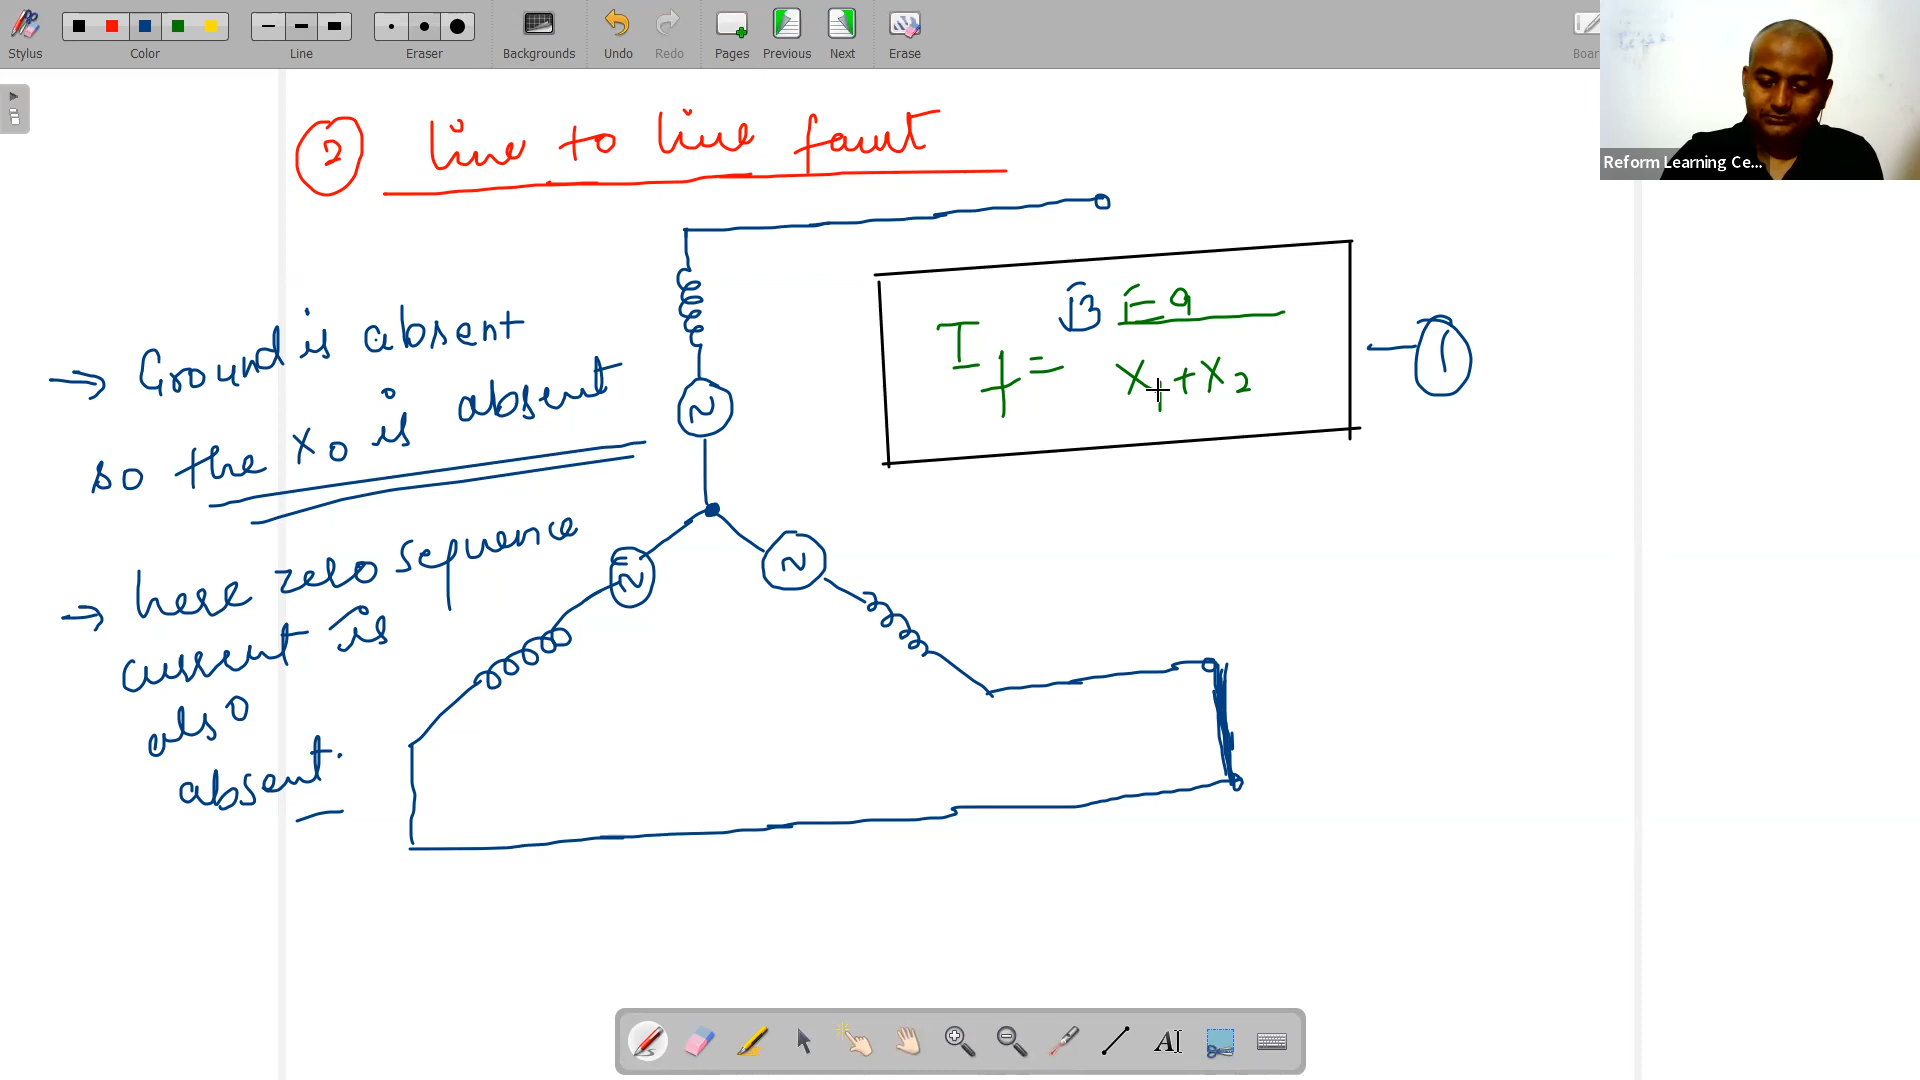 Stylus
Color
Line
Eraser
Backgrounds
Undo
Redo
Pages
Previous
Next
Erase
Reform Learning Ce...
2 line to line fault
→ Ground is absent
so the X0 is absent
→ here zero sequence
current is
also
absent.
I_f = √3 Ea
X1 + X2
1